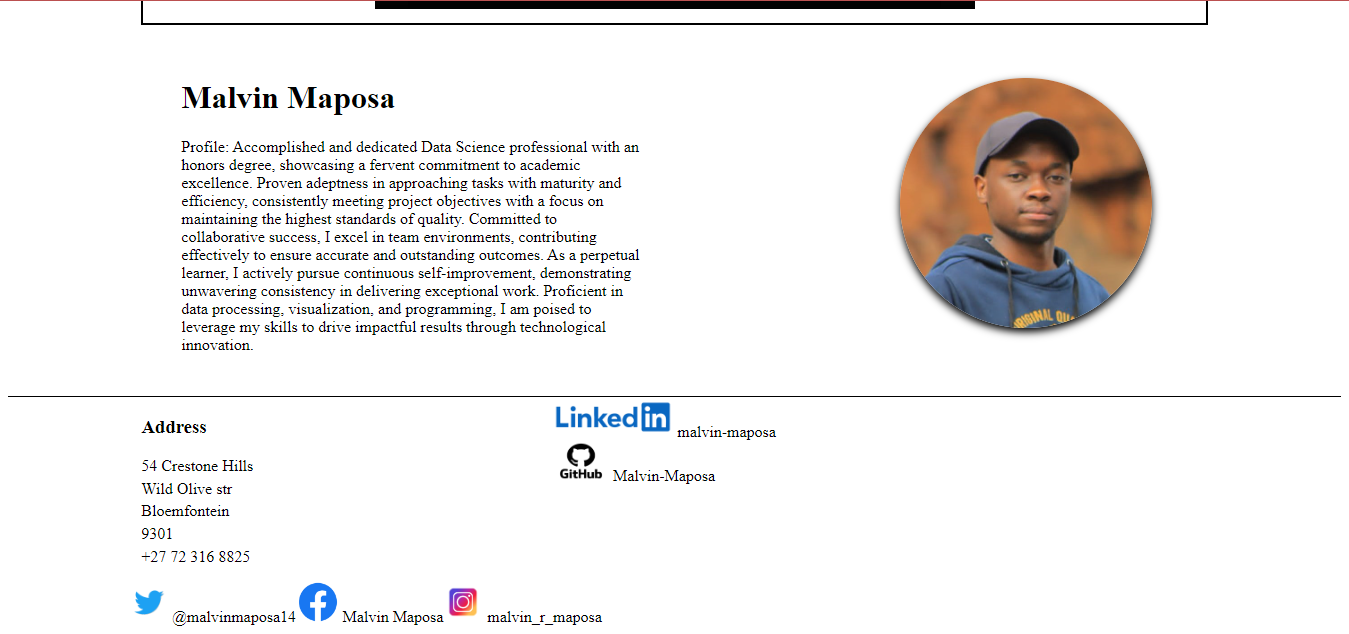 Malvin Maposa
Profile: Accomplished and dedicated Data Science professional with an
honors degree, showcasing a fervent commitment to academic
excellence. Proven adeptness in approaching tasks with maturity and
efficiency, consistently meeting project objectives with a focus on
maintaining the highest standards of quality. Committed to
collaborative success, I excel in team environments, contributing
effectively to ensure accurate and outstanding outcomes. As a perpetual
learner, I actively pursue continuous self-improvement, demonstrating
unwavering consistency in delivering exceptional work. Proficient in
data processing, visualization, and programming, I am poised to
leverage my skills to drive impactful results through technological
innovation.
ORIGINAL
Address
54 Crestone Hills
Wild Olive str
Bloemfontein
9301
+27 72 316 8825
Linkedin malvin-maposa
GitHub Malvin-Maposa
@malvinmaposa14 Malvin Maposa malvin_r_maposa